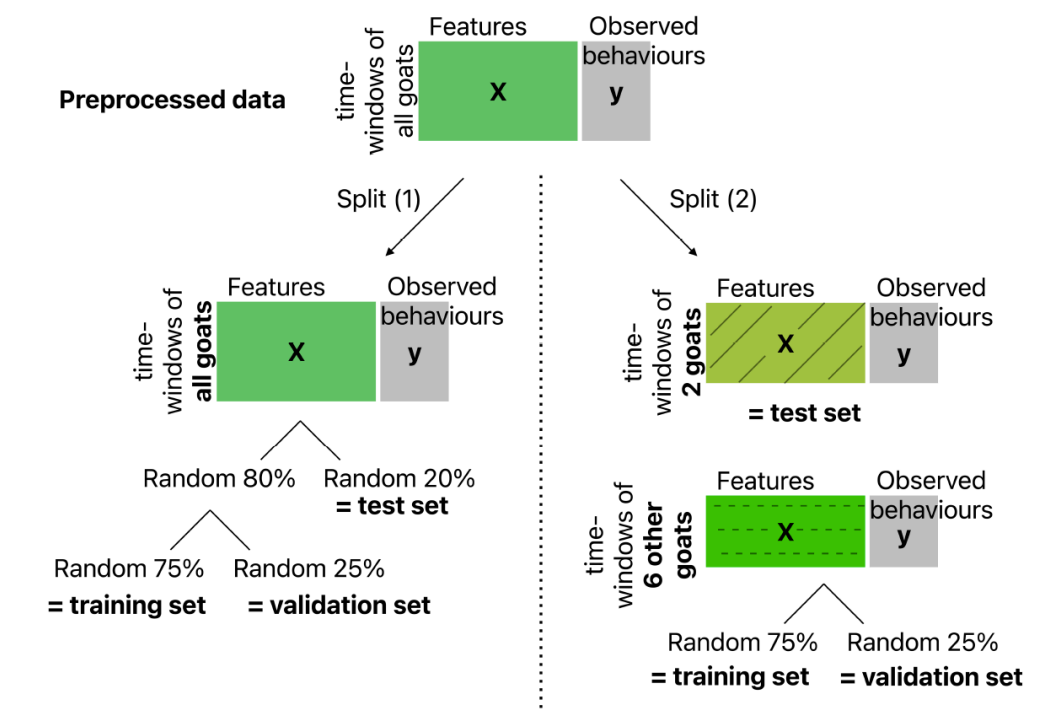 Preprocessed data
time-
windows of
all goats
Features
Observed
behaviours
X
y
Split (1)
Split (2)
time-
windows of
all goats
Features
Observed
behaviours
X
y
Random 80%
Random 20%
= test set
Random 75%
= training set
Random 25%
= validation set
time-
windows of
2 goats
Features
Observed
behaviours
X
y
= test set
time-
windows of
6 other
goats
Features
Observed
behaviours
X
y
Random 75%
= training set
Random 25%
= validation set